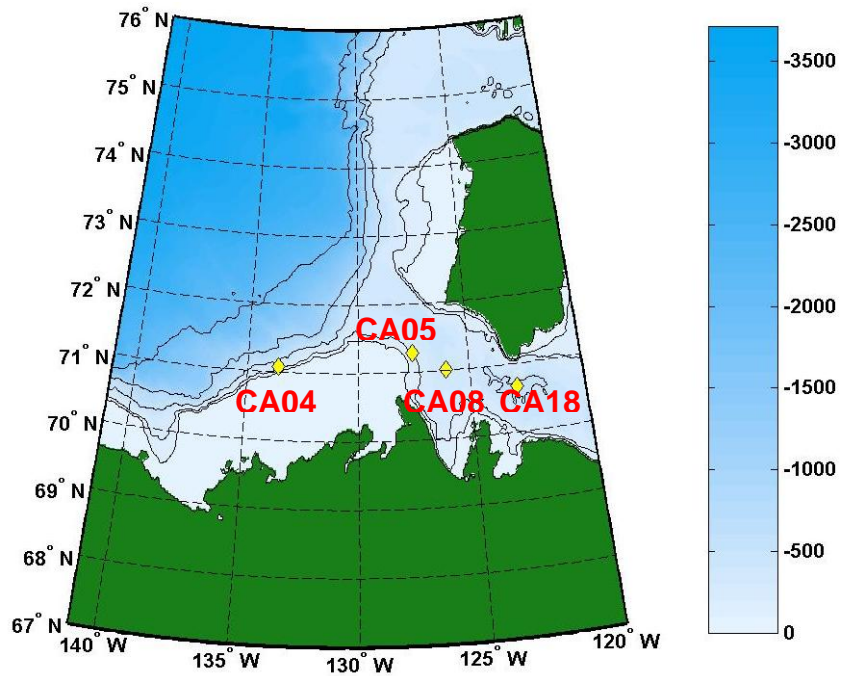 76° N
75° N
74° N
73° N
72° N
71° N
70° N
69° N
68° N
67° N
CA05
CA04
CA08 CA18
140° W
135° W
130° W
125° W
120° W
-3500
-3000
-2500
-2000
-1500
-1000
-500
0